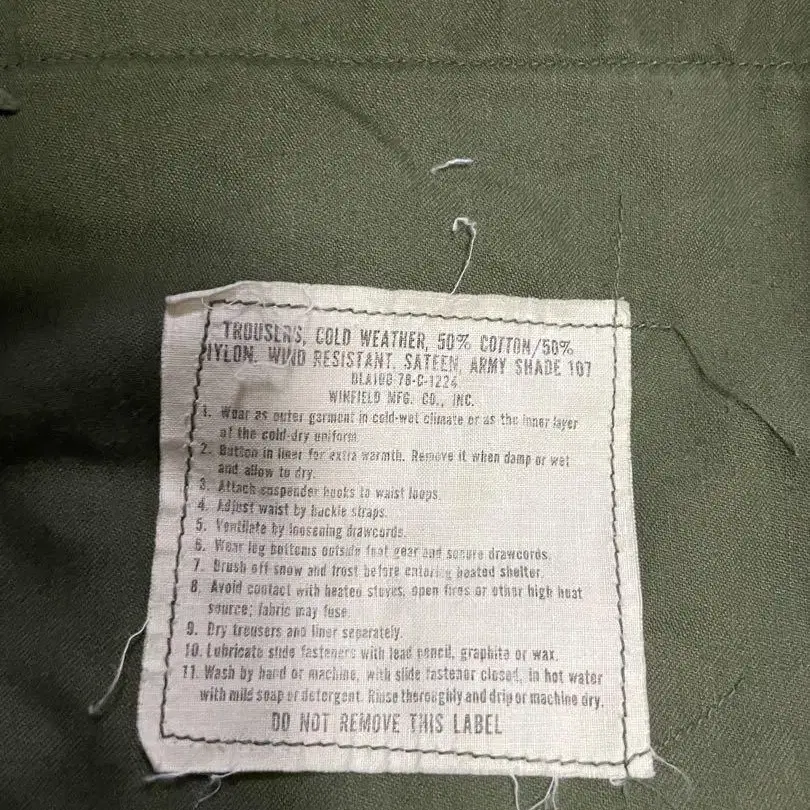 TROUSERS, COLD WEATHER, 50% COTTON/50%
NYLON, WIND RESISTANT, SATEEN, ARMY SHADE 107
DLA100-78-C-1224
WINFIELD MFG. CO., INC.
1. Wear as outer garment in cold-wet climate or as the inner layer
of the cold-dry uniform.
2. Button in liner for extra warmth. Remove it when damp or wet
and allow to dry.
3. Attach suspender hooks to waist loops.
4. Adjust waist by buckle straps.
5. Ventilate by loosening drawcords.
6. Wear leg bottoms outside foot gear and secure drawcords.
7. Brush off snow and frost before entering heated shelter.
8. Avoid contact with heated stoves, open fires or other high heat
source; fabric may fuse.
9. Dry trousers and liner separately.
10. Lubricate slide fasteners with lead pencil, graphite or wax.
11. Wash by hand or machine, with slide fastener closed, in hot water
with mild soap or detergent. Rinse thoroughly and drip or machine dry.
DO NOT REMOVE THIS LABEL